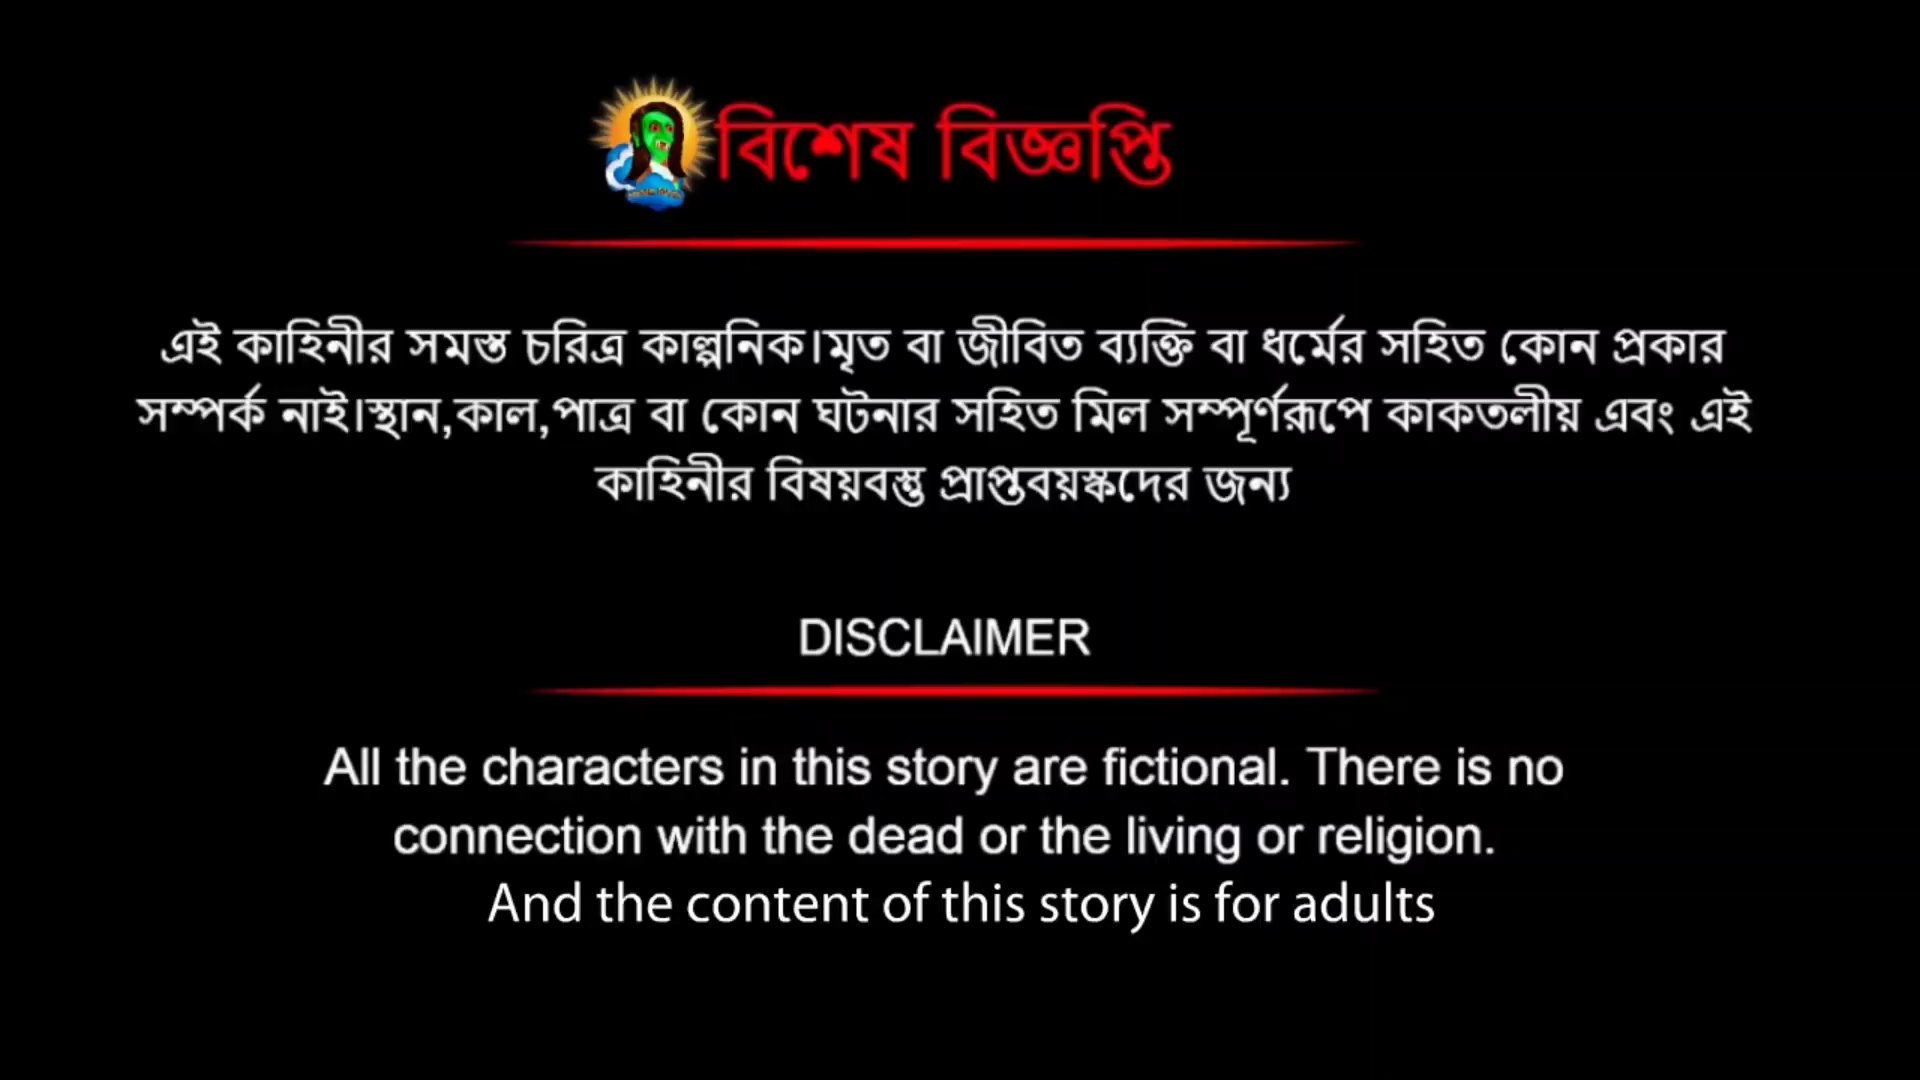 বিশেষ বিজ্ঞপ্তি
এই কাহিনীর সমস্ত চরিত্র কাল্পনিক।মৃত বা জীবিত ব্যক্তি বা ধর্মের সহিত কোন প্রকার
সম্পর্ক নাই।স্থান,কাল,পাত্র বা কোন ঘটনার সহিত মিল সম্পূর্ণরূপে কাকতলীয় এবং এই
কাহিনীর বিষয়বস্তু প্রাপ্তবয়স্কদের জন্য
DISCLAIMER
All the characters in this story are fictional. There is no
connection with the dead or the living or religion.
And the content of this story is for adults